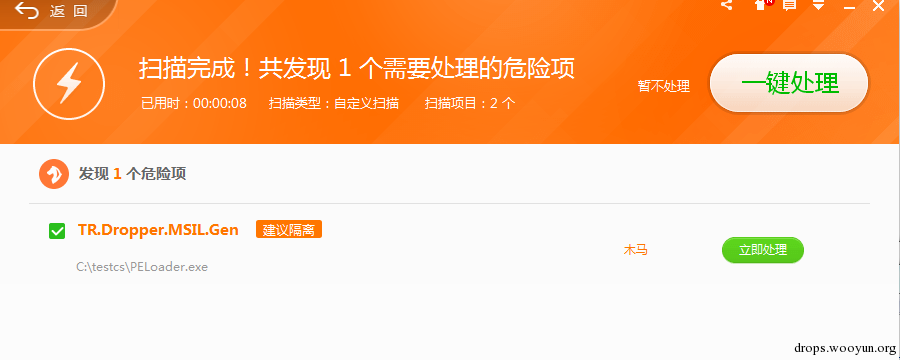 返 回
扫描完成！共发现 1 个需要处理的危险项
已用时：00:00:08 扫描类型：自定义扫描 扫描项目：2 个
暂不处理
一键处理
发现 1 个危险项
TR.Dropper.MSIL.Gen 建议隔离
木马 立即处理
C:\testcs\PELoader.exe
drops.wooyun.org